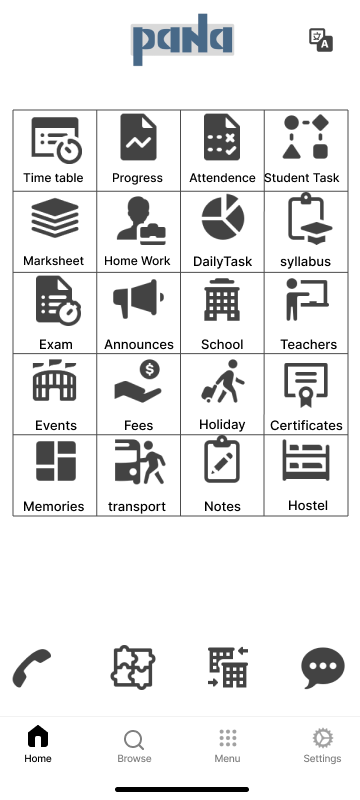 pana
Time table
Progress
Attendence
Student Task
Marksheet
Home Work
DailyTask
syllabus
Exam
Announces
School
Teachers
Events
Fees
Holiday
Certificates
Memories
transport
Notes
Hostel
Home
Browse
Menu
Settings